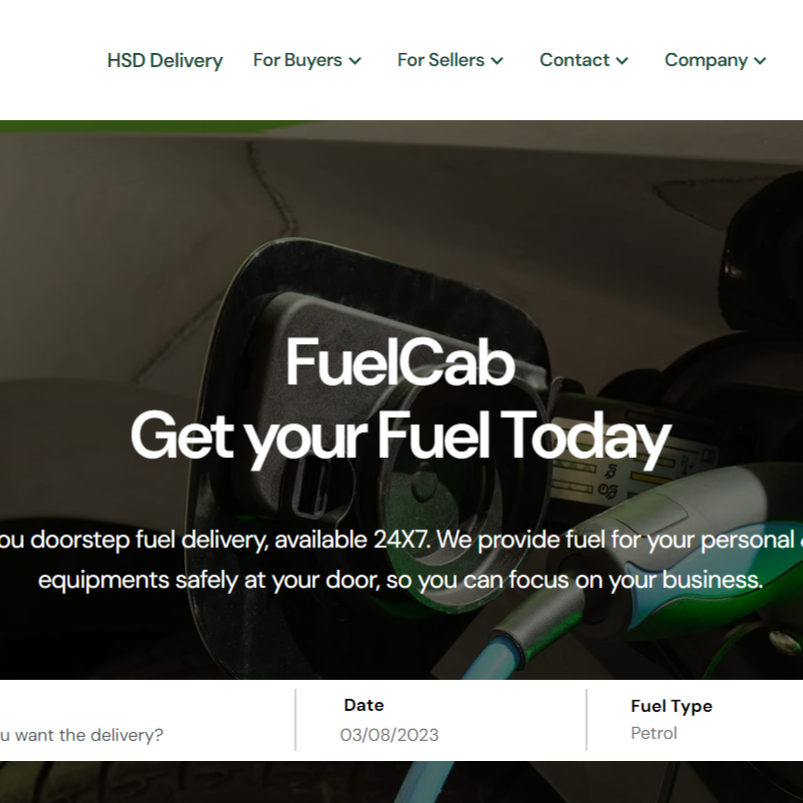 HSD Delivery For Buyers For Sellers Contact Company
FuelCab
Get your Fuel Today
ou doorstep fuel delivery, available 24X7. We provide fuel for your personal
equipments safely at your door, so you can focus on your business.
Date Fuel Type
u want the delivery? 03/08/2023 Petrol